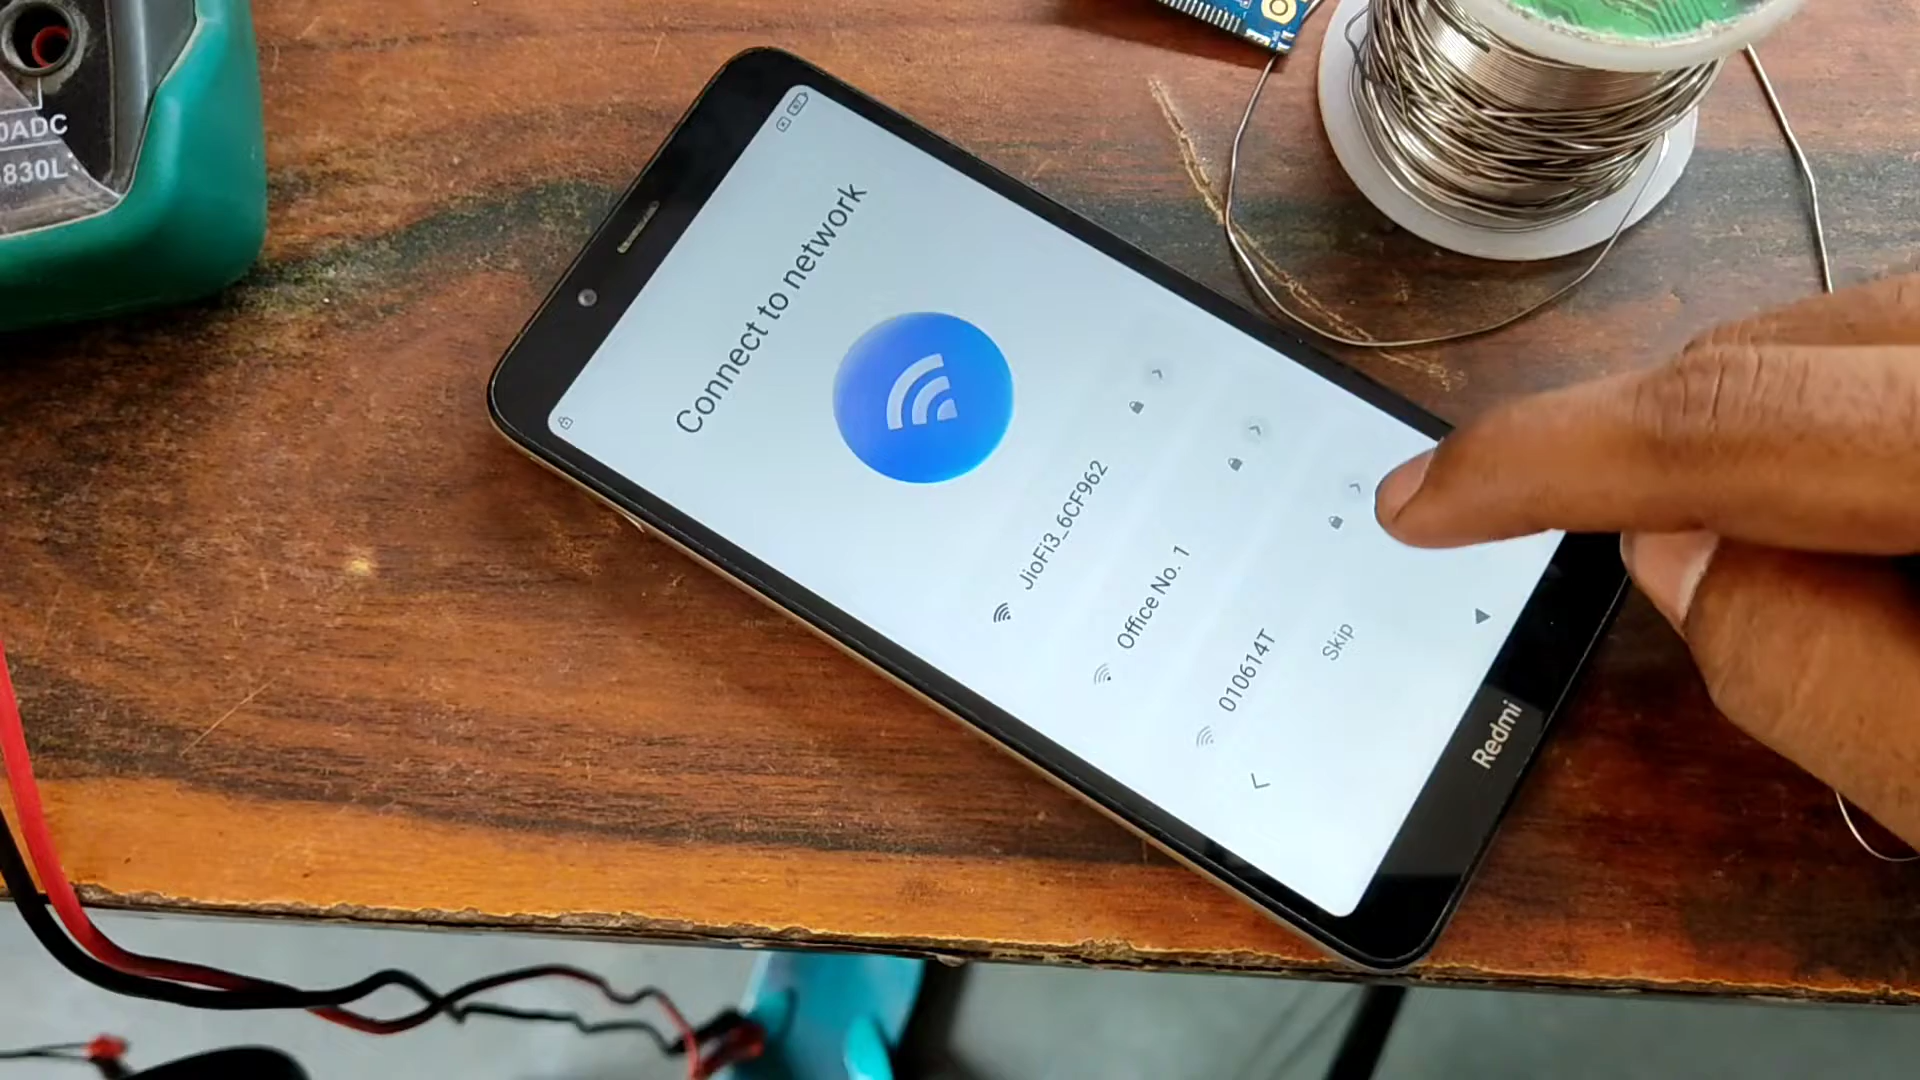 0ADC
830L
Connect to network
JioFi3_6CF962
Office No. 1
010614T
Skip
Redmi